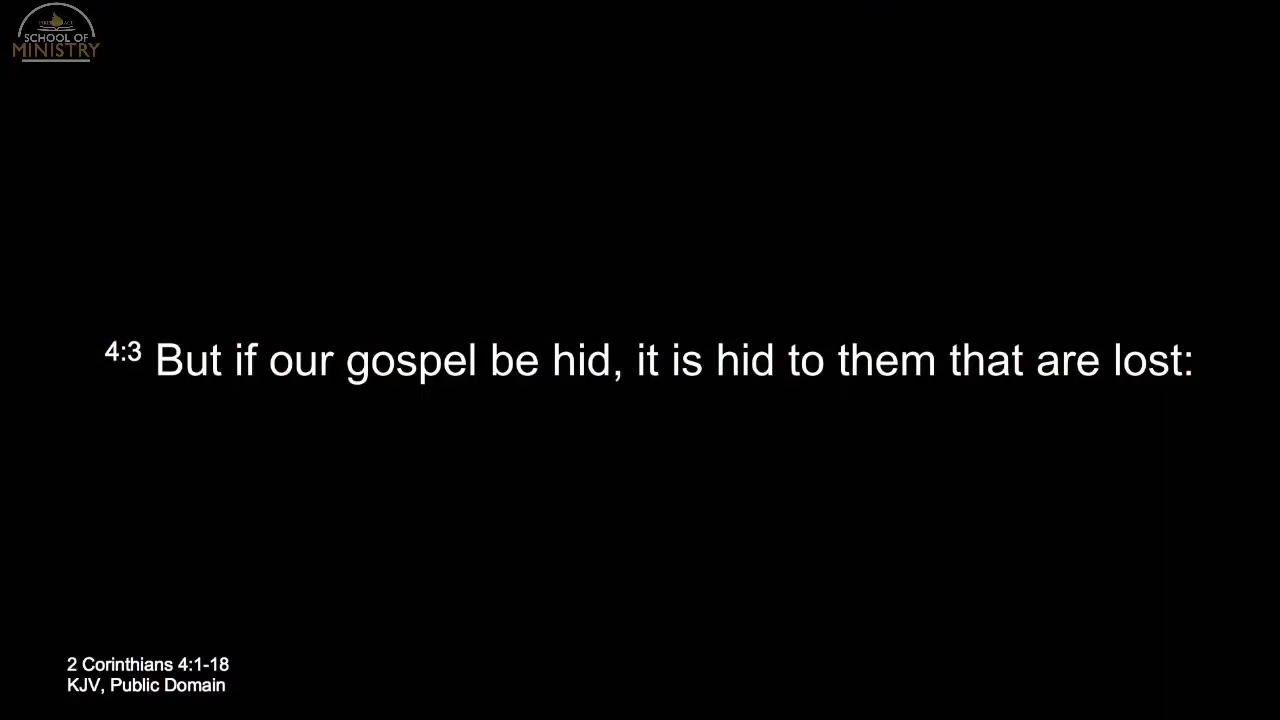 SCHOOL OF
MINISTRY
4:3 But if our gospel be hid, it is hid to them that are lost:
2 Corinthians 4:1-18
KJV, Public Domain